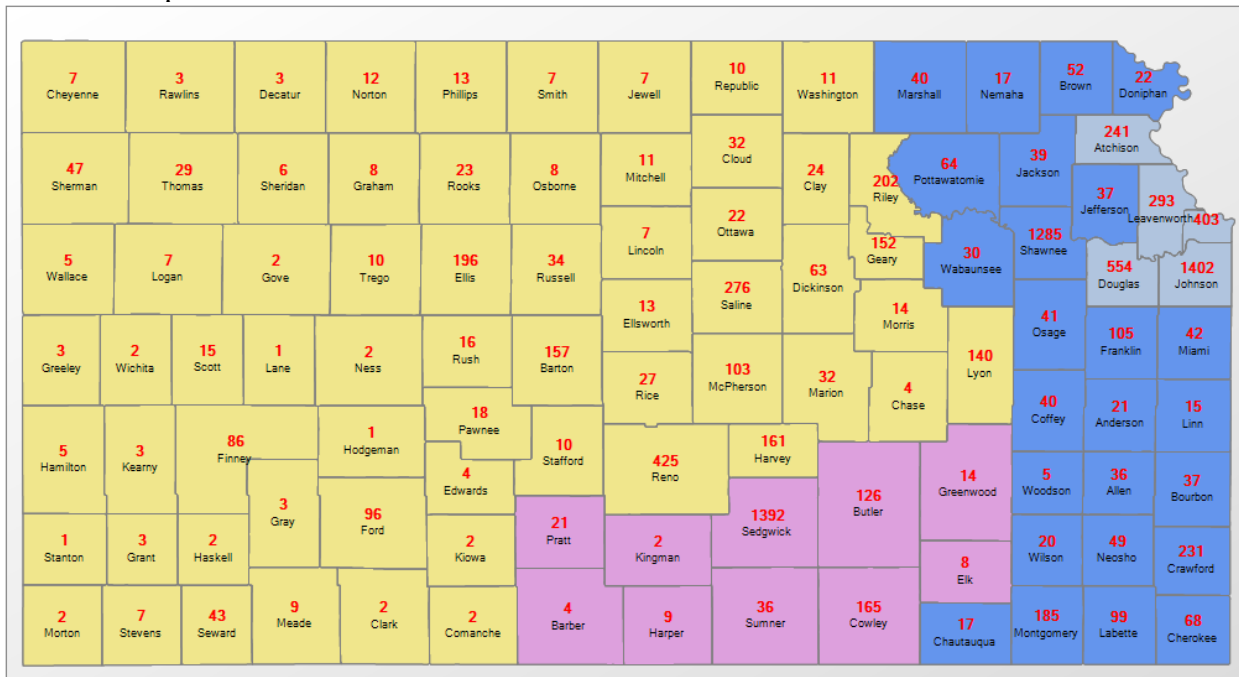 7
Cheyenne
3
Rawlins
3
Decatur
12
Norton
13
Phillips
7
Smith
7
Jewell
10
Republic
11
Washington
40
Marshall
17
Nemaha
52
Brown
22
Doniphan
241
Atchison
47
Sherman
29
Thomas
6
Sheridan
8
Graham
23
Rooks
8
Osborne
11
Mitchell
32
Cloud
24
Clay
202
Riley
64
Pottawatomie
39
Jackson
37
Jefferson
293
Leavenworth
403
5
Wallace
7
Logan
2
Gove
10
Trego
196
Ellis
34
Russell
7
Lincoln
22
Ottawa
63
Dickinson
152
Geary
30
Wabaunsee
1285
Shawnee
554
Douglas
1402
Johnson
13
Ellsworth
276
Saline
14
Morris
41
Osage
105
Franklin
42
Miami
3
Greeley
2
Wichita
15
Scott
1
Lane
2
Ness
16
Rush
157
Barton
27
Rice
103
McPherson
32
Marion
4
Chase
140
Lyon
40
Coffey
21
Anderson
15
Linn
5
Hamilton
3
Kearny
86
Finney
1
Hodgeman
18
Pawnee
10
Stafford
4
Edwards
425
Reno
161
Harvey
126
Butler
14
Greenwood
5
Woodson
36
Allen
37
Bourbon
1
Stanton
3
Grant
2
Haskell
3
Gray
96
Ford
2
Kiowa
21
Pratt
2
Kingman
1392
Sedgwick
8
Elk
20
Wilson
49
Neosho
231
Crawford
2
Morton
7
Stevens
43
Seward
9
Meade
2
Clark
2
Comanche
4
Barber
9
Harper
36
Sumner
165
Cowley
17
Chautauqua
185
Montgomery
99
Labette
68
Cherokee